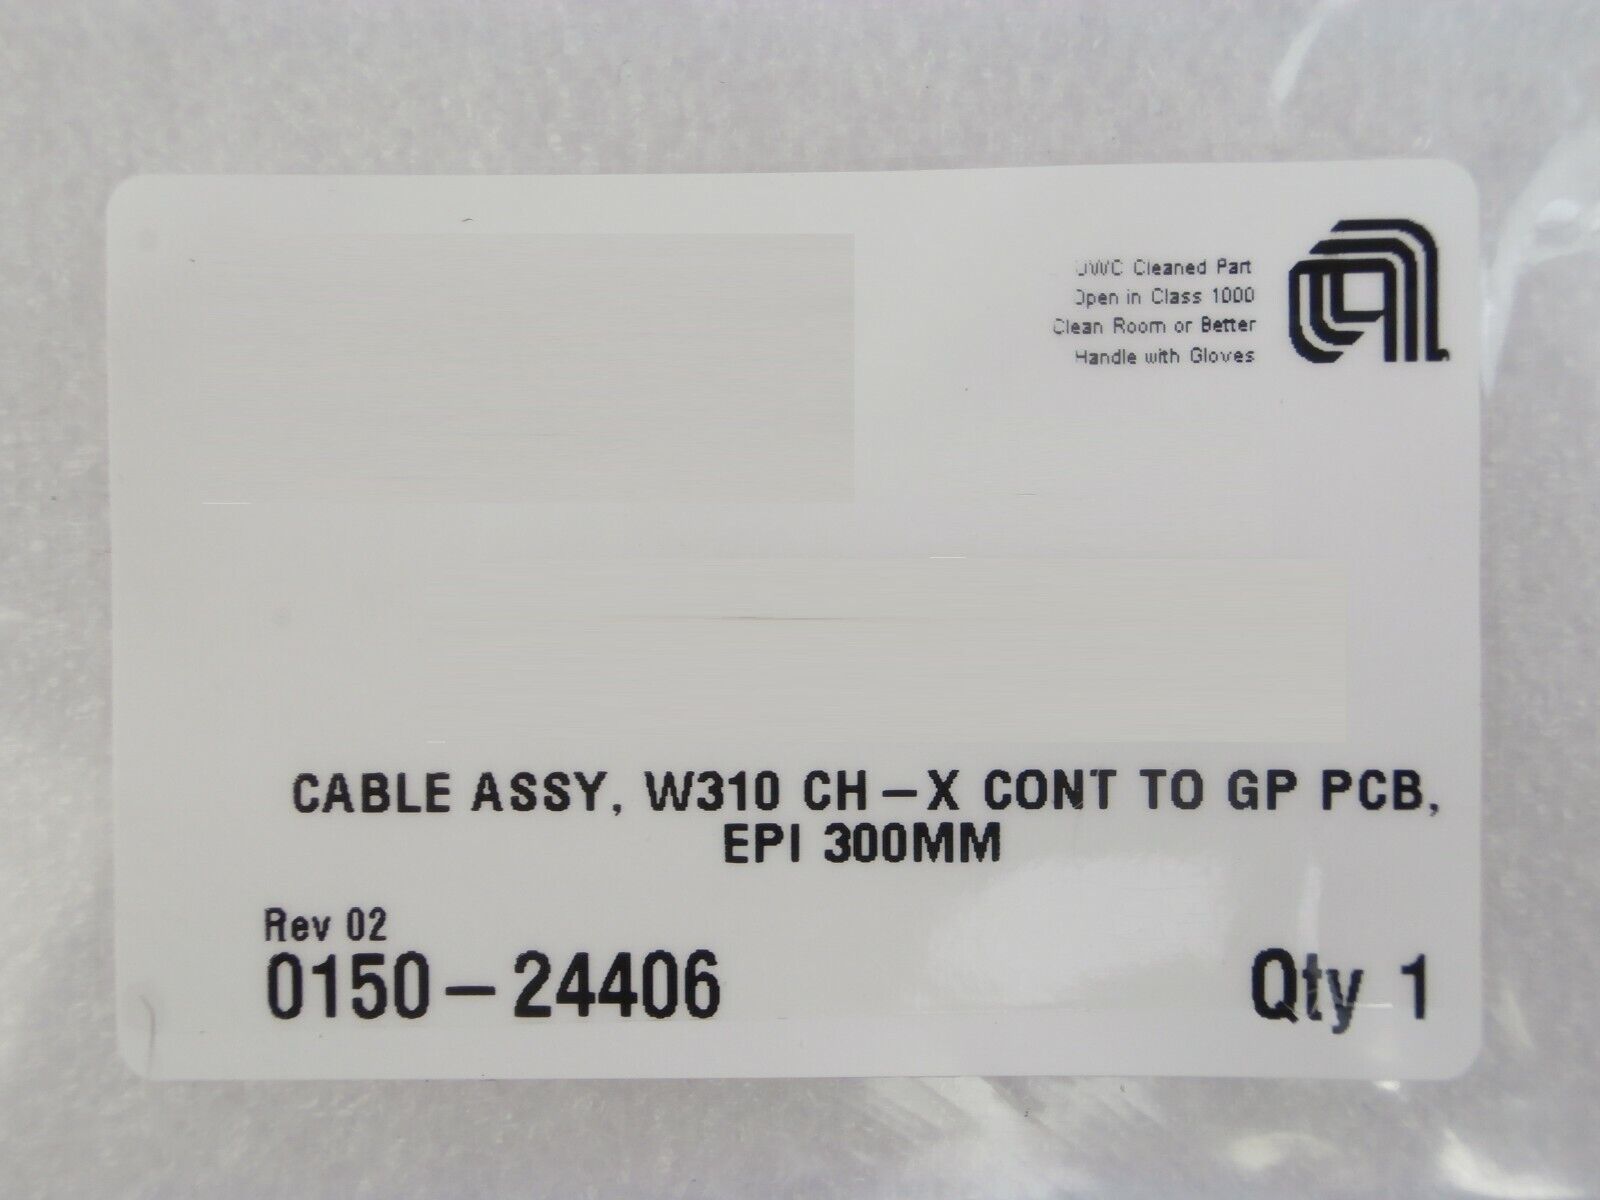 UWC Cleaned Part
Open in Class 1000
Clean Room or Better
Handle with Gloves
CABLE ASSY, W310 CH-X CONT TO GP PCB,
EPI 300MM
Rev 02
0150-24406
Qty 1